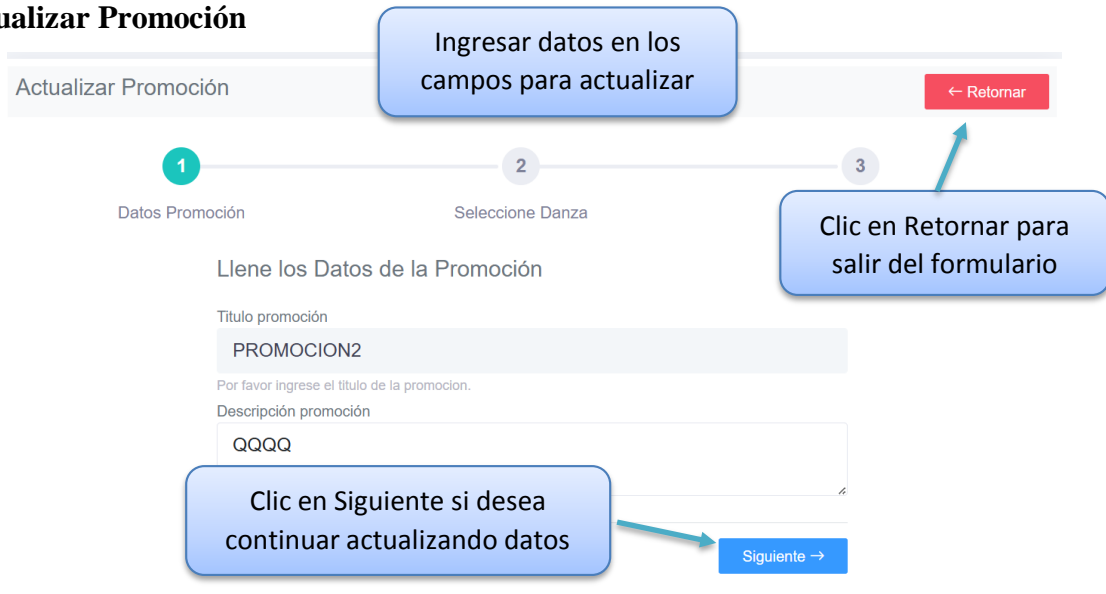 ualizar Promoción
Ingresar datos en los
campos para actualizar
Actualizar Promoción
← Retornar
1
2
3
Datos Promoción
Seleccione Danza
Clic en Retornar para
salir del formulario
Llene los Datos de la Promoción
Titulo promoción
PROMOCION2
Por favor ingrese el titulo de la promocion.
Descripción promoción
QQQQ
Clic en Siguiente si desea
continuar actualizando datos
Siguiente →